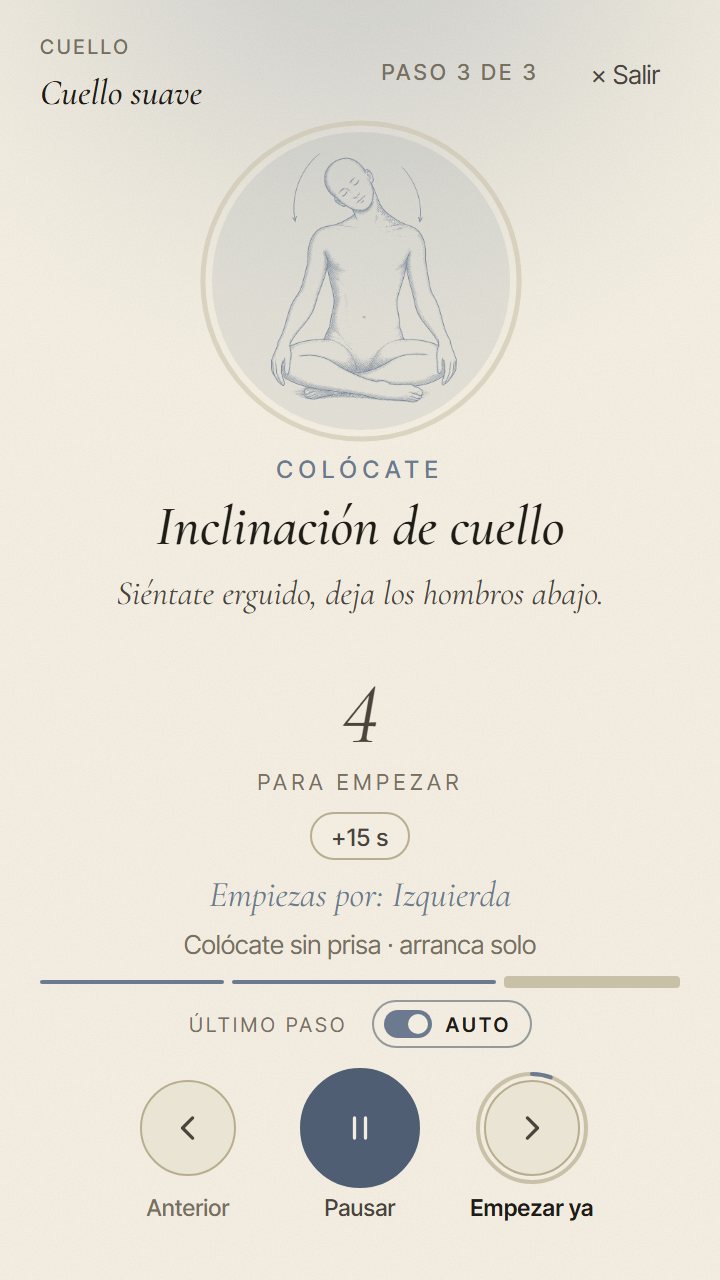 CUELLO
Cuello suave
PASO 3 DE 3
× Salir
COLÓCATE
Inclinación de cuello
Siéntate erguido, deja los hombros abajo.
4
PARA EMPEZAR
+15 s
Empiezas por: Izquierda
Colócate sin prisa · arranca solo
ÚLTIMO PASO
AUTO
Anterior
Pausar
Empezar ya